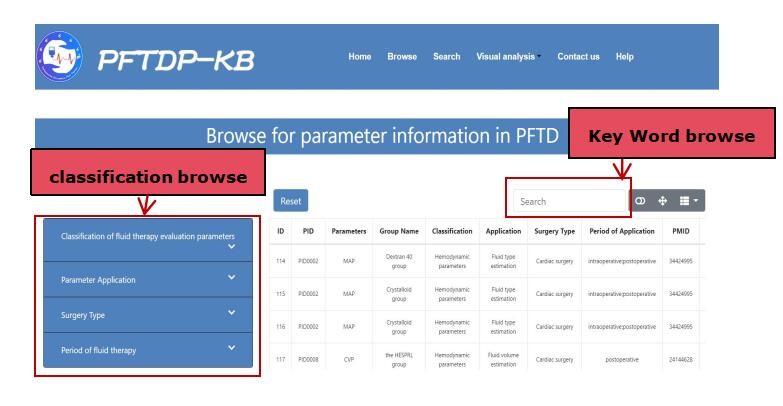 PFTDP-KB
Home Browse Search Visual analysis Contact us Help
Browse for parameter information in PFTD
Key Word browse
classification browse
Reset
Search
Classification of fluid therapy evaluation parameters
Parameter Application
Surgery Type
Period of fluid therapy
ID PID Parameters Group Name Classification Application Surgery Type Period of Application PMID
114 PID0002 MAP Dextran 40 group Hemodynamic parameters Fluid type estimation Cardiac surgery intraoperative;postoperative 34424995
115 PID0002 MAP Crystalloid group Hemodynamic parameters Fluid type estimation Cardiac surgery intraoperative;postoperative 34424995
116 PID0002 MAP Crystalloid group Hemodynamic parameters Fluid type estimation Cardiac surgery intraoperative;postoperative 34424995
117 PID0008 CVP the HESPRL group Hemodynamic parameters Fluid volume estimation Cardiac surgery postoperative 24144628